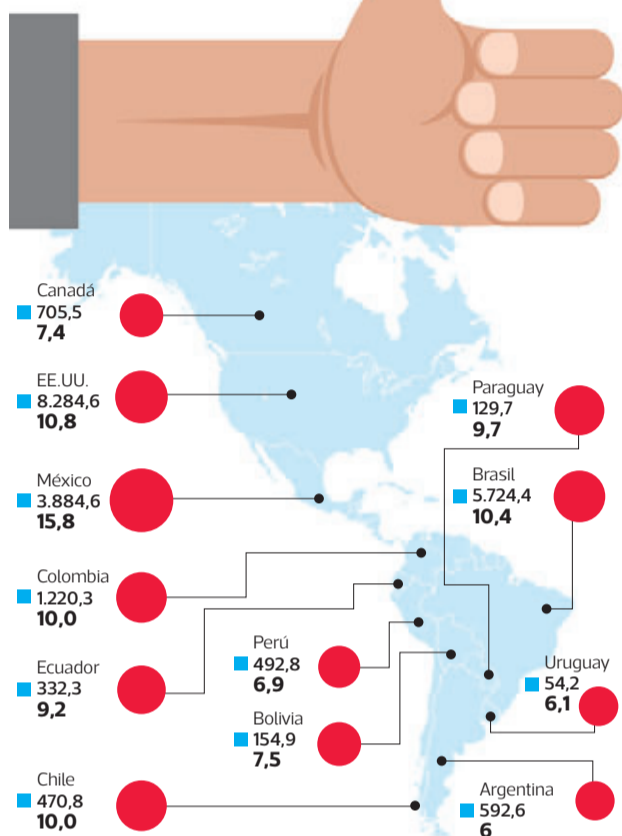 Canadá
705,5
7,4
EE.UU.
8.284,6
10,8
México
3.884,6
15,8
Colombia
1.220,3
10,0
Ecuador
332,3
9,2
Chile
470,8
10,0
Perú
492,8
6,9
Bolivia
154,9
7,5
Paraguay
129,7
9,7
Brasil
5.724,4
10,4
Uruguay
54,2
6,1
Argentina
592,6
6